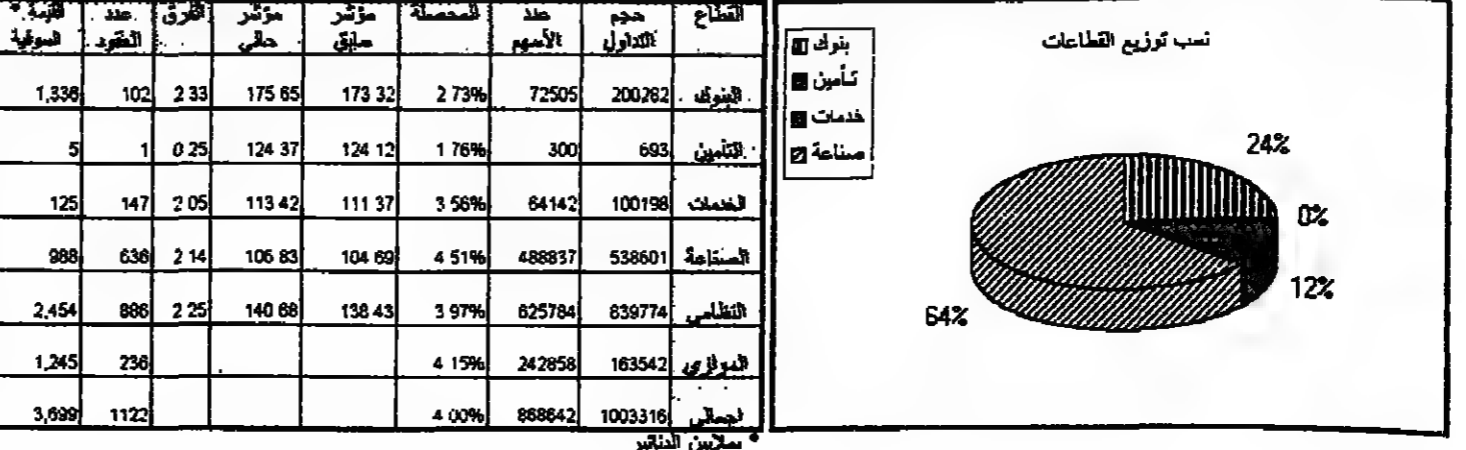 نسب توزيع القطاعات
بنوك
تأمين
خدمات
صناعة
24%
0%
12%
64%
القطاع حجم التداول عدد الأسهم المحصلة مؤشر سابق مؤشر حالي الفرق عدد العقود القيمة * السوقية
البنوك 200282 72505 2 73% 173 32 175 65 2 33 102 1,336
التأمين 693 300 1 76% 124 12 124 37 0 25 1 5
الخدمات 100198 64142 3 56% 111 37 113 42 2 05 147 125
الصناعة 538601 488837 4 51% 104 69 106 83 2 14 636 988
النظامي 839774 625784 3 97% 138 43 140 68 2 25 886 2,454
الموازي 163542 242858 4 15% 236 1,245
اجمالي 1003316 868642 4 00% 1122 3,699
* بملايين الدنانير